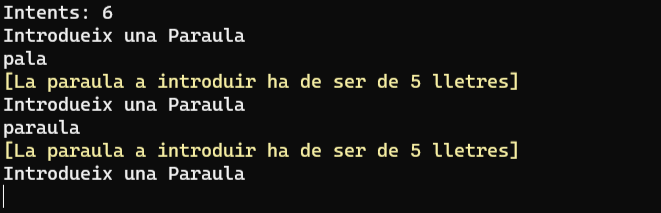 Intents: 6
Introdueix una Paraula
pala
[La paraula a introduir ha de ser de 5 lletres]
Introdueix una Paraula
paraula
[La paraula a introduir ha de ser de 5 lletres]
Introdueix una Paraula